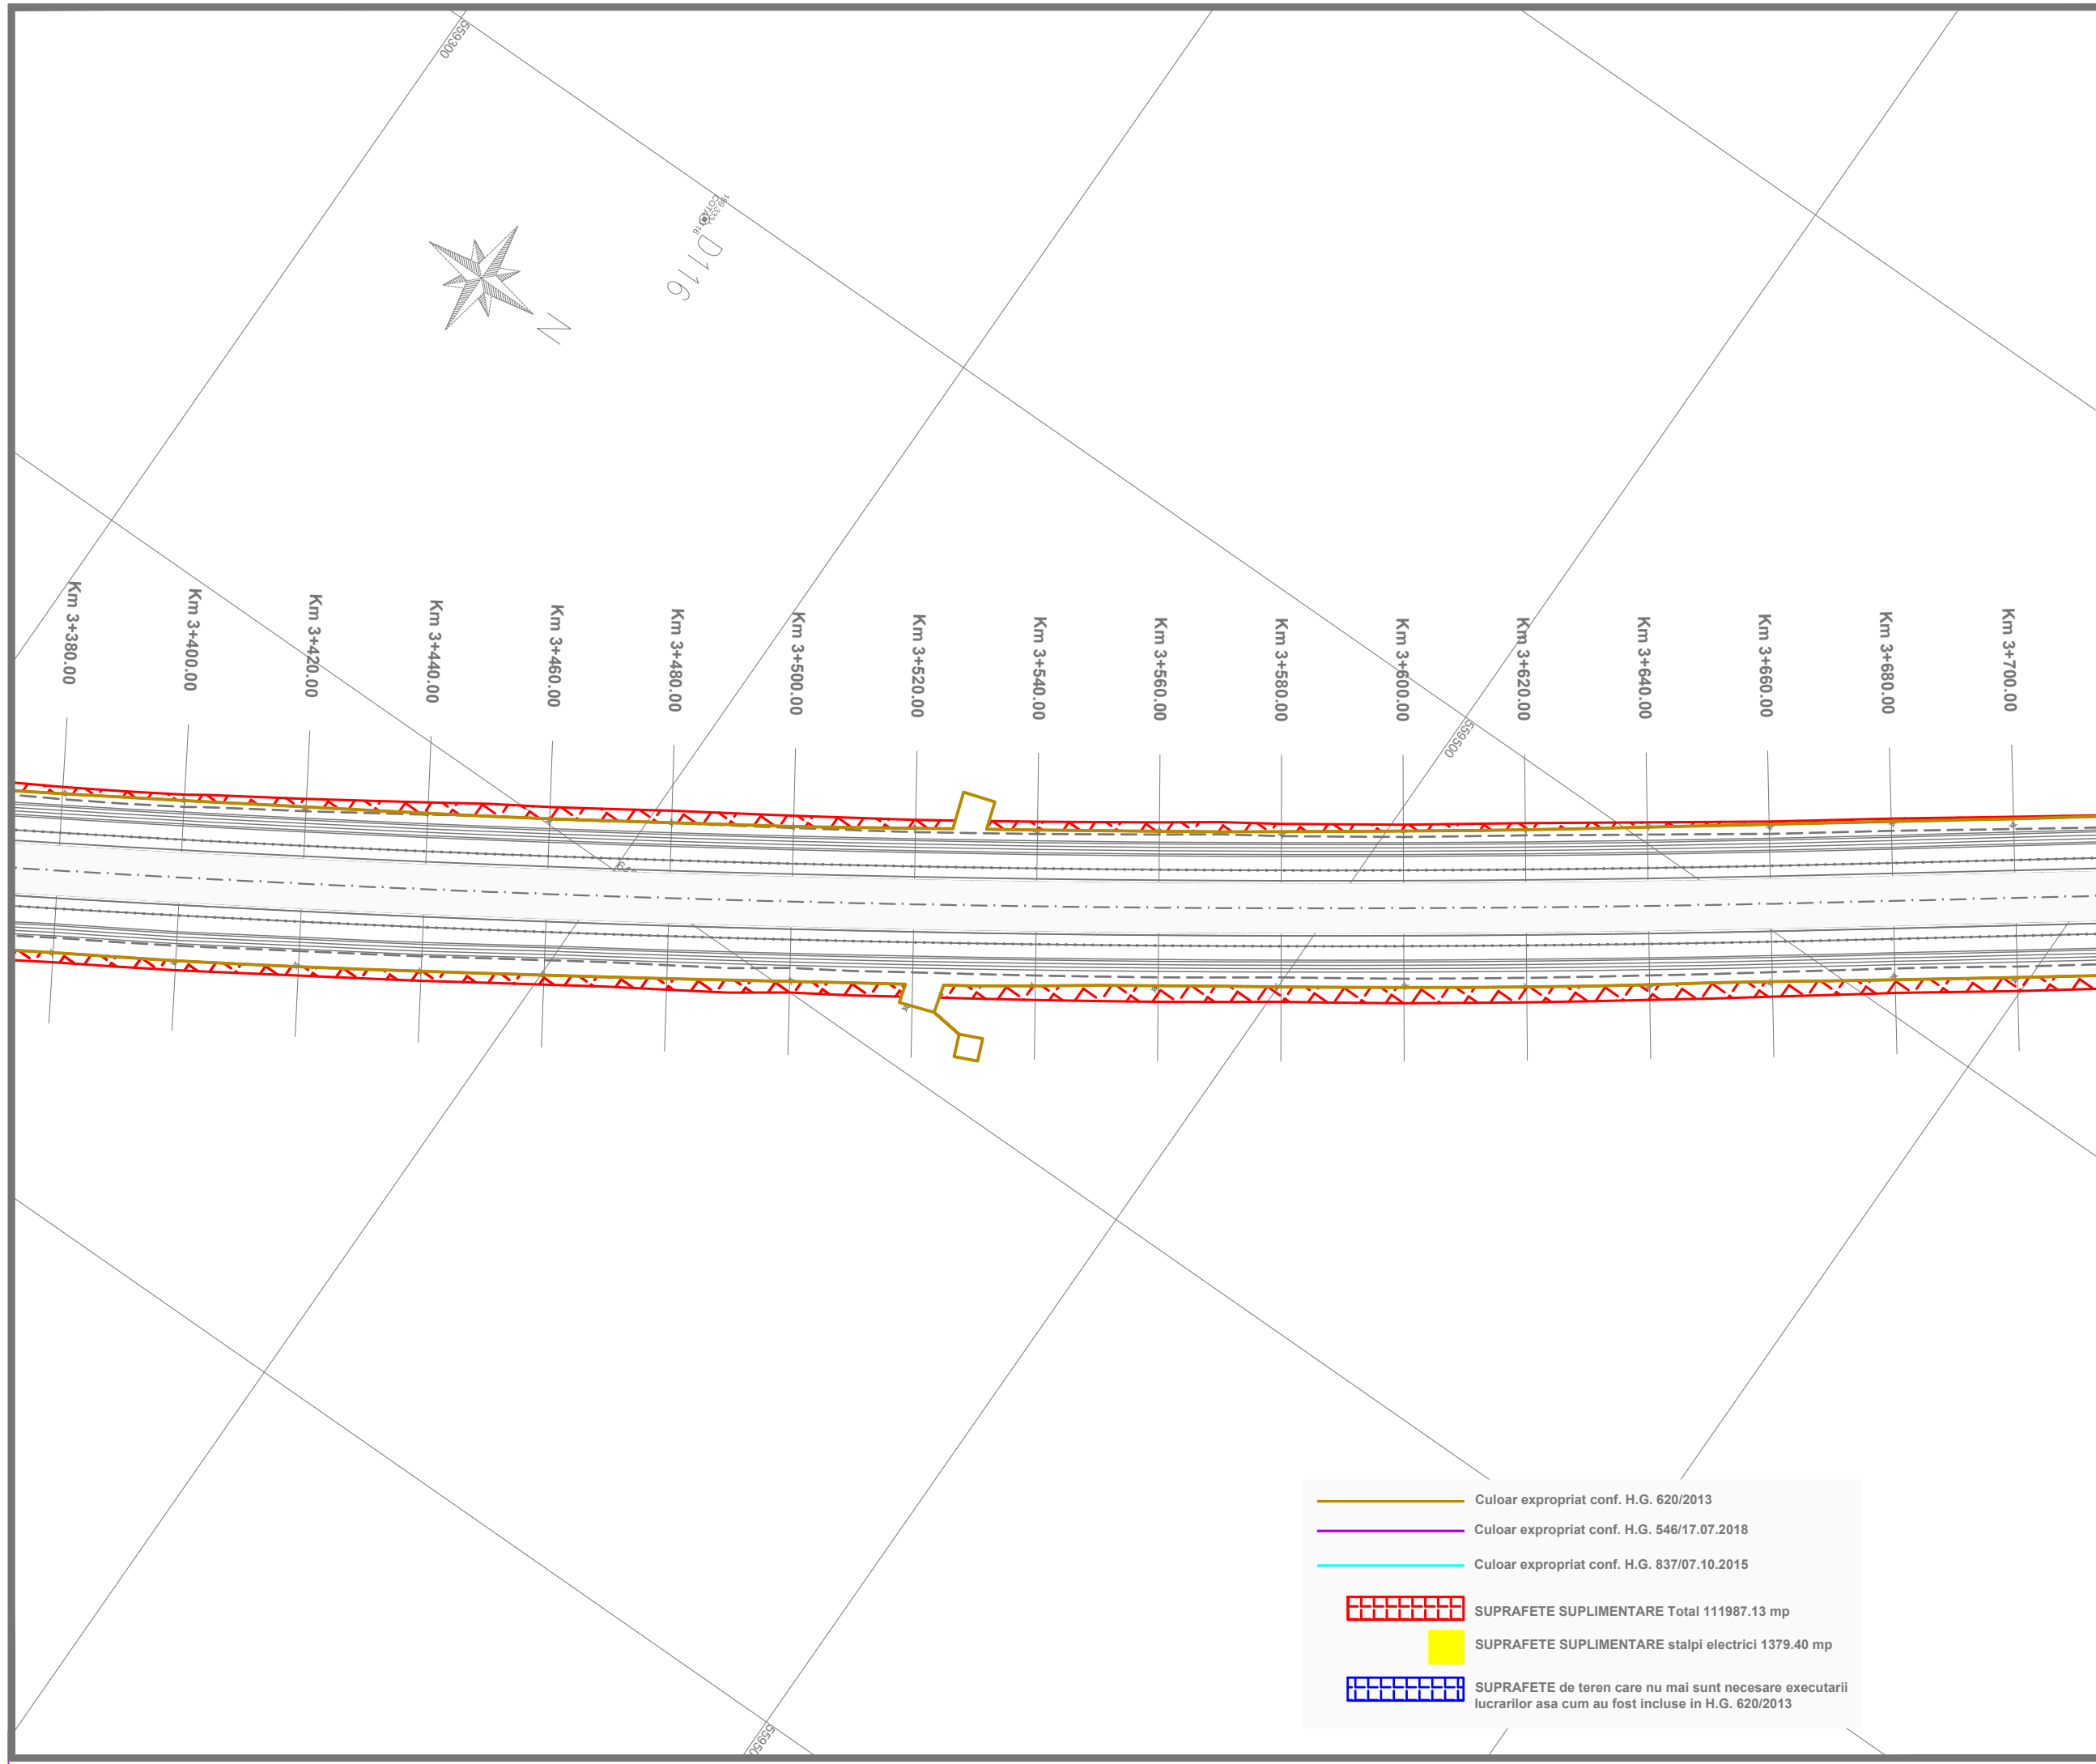 559300
189.333
COTA
116
D116
N
Km 3+380.00
Km 3+400.00
Km 3+420.00
Km 3+440.00
Km 3+460.00
Km 3+480.00
Km 3+500.00
Km 3+520.00
Km 3+540.00
Km 3+560.00
Km 3+580.00
Km 3+600.00
Km 3+620.00
Km 3+640.00
Km 3+660.00
Km 3+680.00
Km 3+700.00
559500
Culoar expropriat conf. H.G. 620/2013
Culoar expropriat conf. H.G. 546/17.07.2018
Culoar expropriat conf. H.G. 837/07.10.2015
SUPRAFETE SUPLIMENTARE Total 111987.13 mp
SUPRAFETE SUPLIMENTARE stalpi electrici 1379.40 mp
SUPRAFETE de teren care nu mai sunt necesare executarii
lucrarilor asa cum au fost incluse in H.G. 620/2013